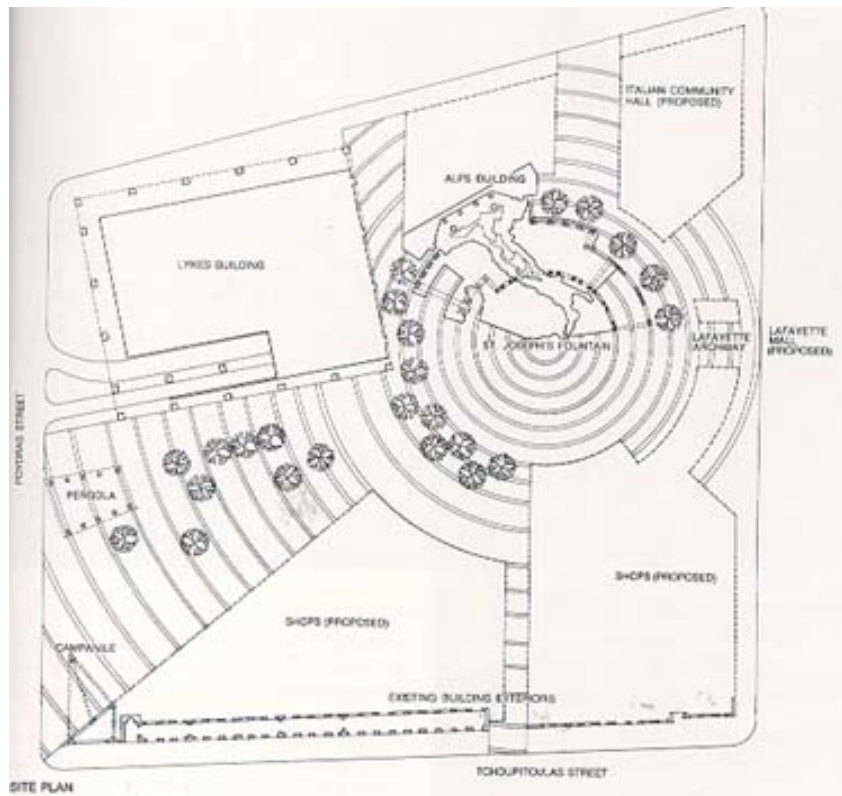 ITALIAN COMMUNITY
HALL (PROPOSED)
ALPS BUILDING
LYKES BUILDING
ST. JOSEPH'S FOUNTAIN
LAFAYETTE
ARCHWAY
LAFAYETTE
MALL
(PROPOSED)
POYDRAS STREET
PERGOLA
SHOPS (PROPOSED)
SHOPS (PROPOSED)
CAMPANILE
EXISTING BUILDING EXTERIORS
TCHOUPITOULAS STREET
SITE PLAN